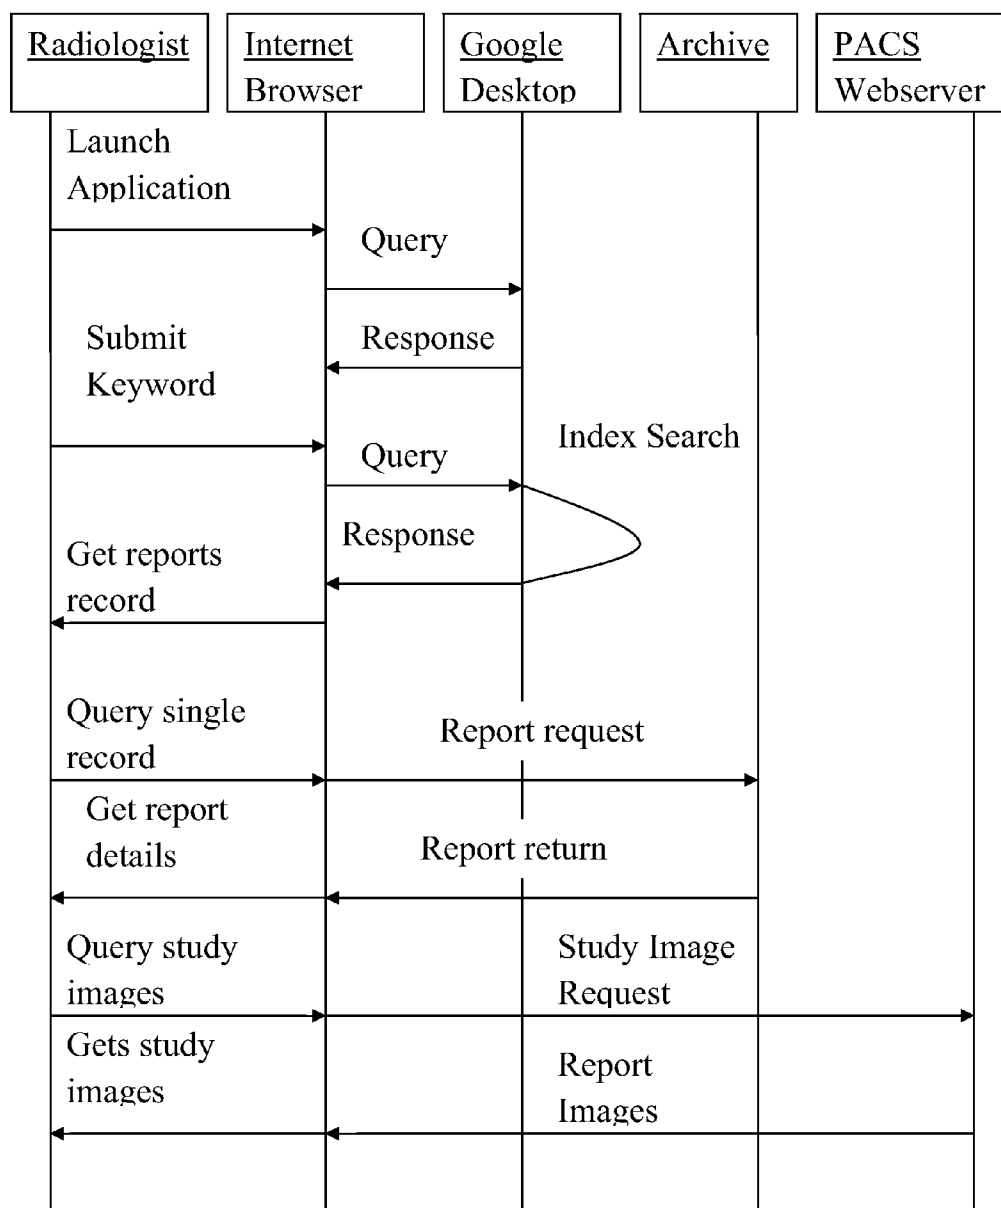 Radiologist
Internet
Browser
Google
Desktop
Archive
PACS
Webserver
Launch
Application
Query
Submit
Keyword
Response
Index Search
Query
Response
Get reports
record
Query single
record
Report request
Get report
details
Report return
Query study
images
Study Image
Request
Gets study
images
Report
Images